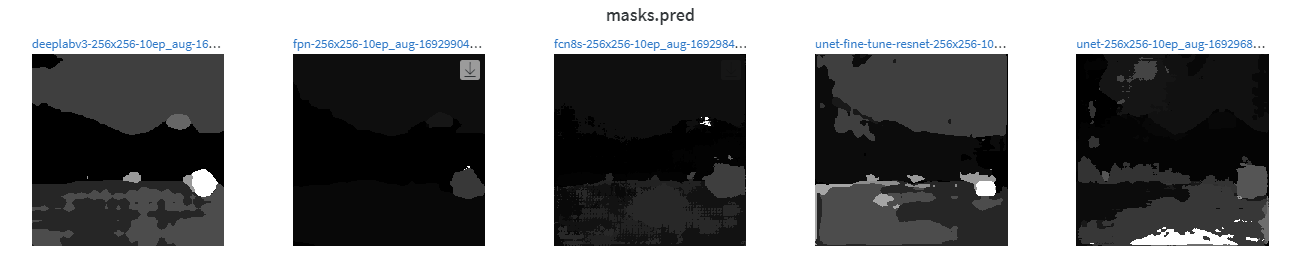 masks.pred
deeplabv3-256x256-10ep_aug-16...
fpn-256x256-10ep_aug-16929904...
fcn8s-256x256-10ep_aug-1692984...
unet-fine-tune-resnet-256x256-10...
unet-256x256-10ep_aug-1692968...